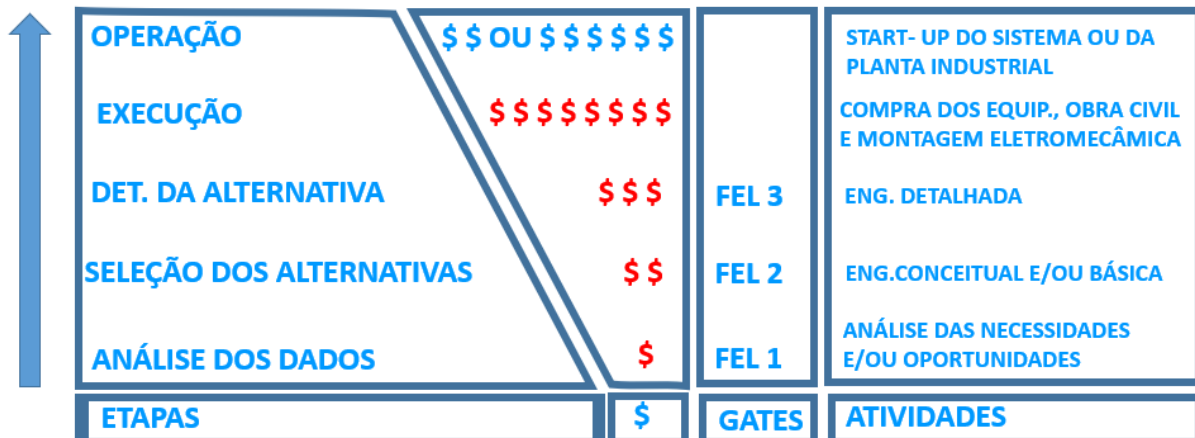 OPERAÇÃO $ $ OU $ $ $ $ $ $ START- UP DO SISTEMA OU DA
PLANTA INDUSTRIAL
EXECUÇÃO $ $ $ $ $ $ $ $ COMPRA DOS EQUIP., OBRA CIVIL
E MONTAGEM ELETROMECÂMICA
DET. DA ALTERNATIVA $ $ $ FEL 3 ENG. DETALHADA
SELEÇÃO DOS ALTERNATIVAS $ $ FEL 2 ENG.CONCEITUAL E/OU BÁSICA
ANÁLISE DOS DADOS $ FEL 1 ANÁLISE DAS NECESSIDADES
E/OU OPORTUNIDADES
ETAPAS $ GATES ATIVIDADES